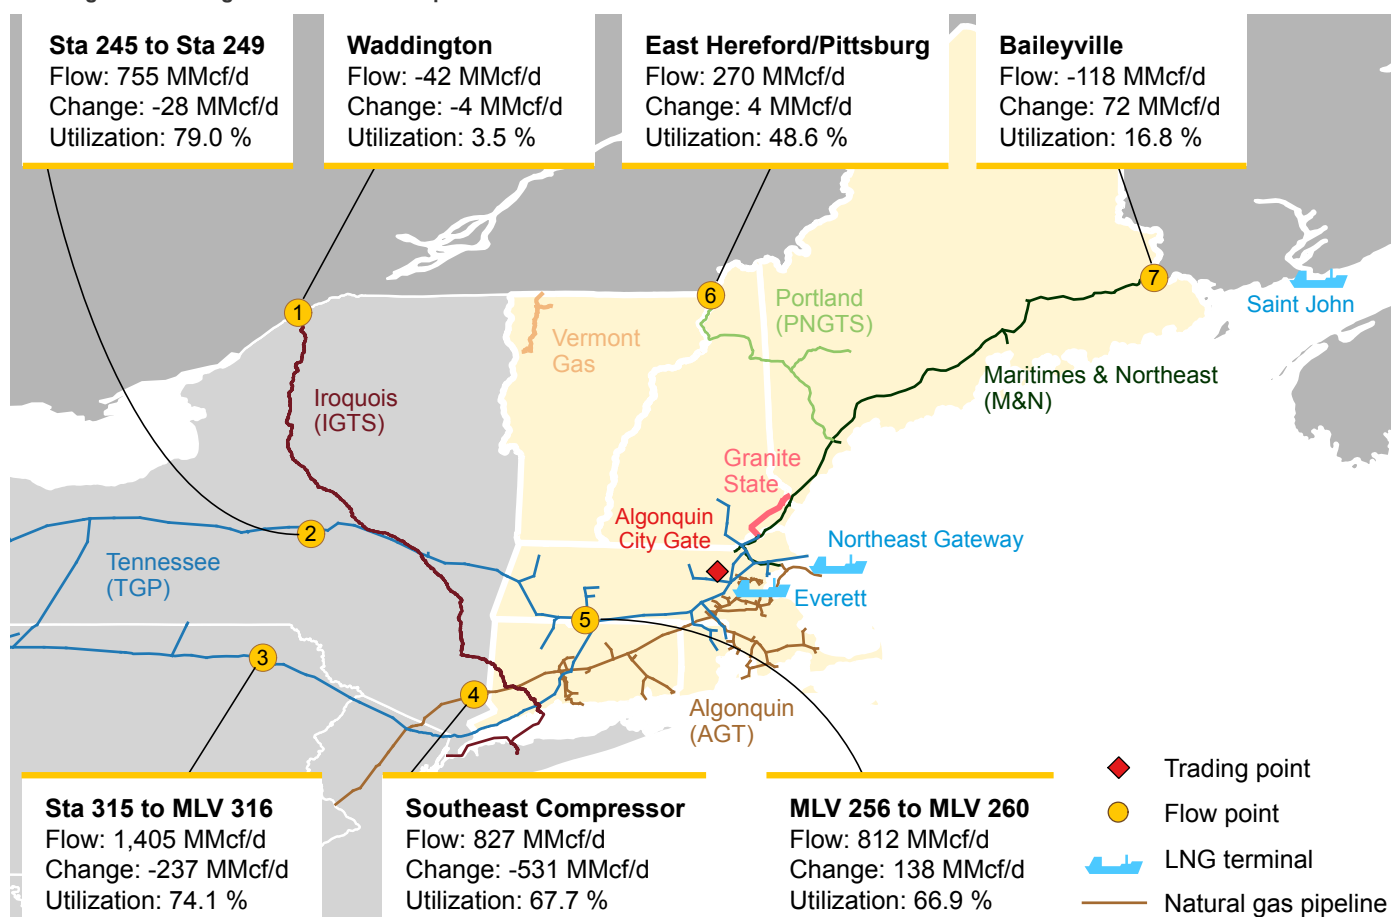 Sta 245 to Sta 249
Flow: 755 MMcf/d
Change: -28 MMcf/d
Utilization: 79.0 %
Waddington
Flow: -42 MMcf/d
Change: -4 MMcf/d
Utilization: 3.5 %
East Hereford/Pittsburg
Flow: 270 MMcf/d
Change: 4 MMcf/d
Utilization: 48.6 %
Baileyville
Flow: -118 MMcf/d
Change: 72 MMcf/d
Utilization: 16.8 %
1
6
7
Saint John
Portland
(PNGTS)
Vermont
Gas
Maritimes & Northeast
(M&N)
Iroquois
(IGTS)
Granite
State
Algonquin
City Gate
2
Northeast Gateway
Tennessee
(TGP)
Everett
5
3
4
Algonquin
(AGT)
Sta 315 to MLV 316
Flow: 1,405 MMcf/d
Change: -237 MMcf/d
Utilization: 74.1 %
Southeast Compressor
Flow: 827 MMcf/d
Change: -531 MMcf/d
Utilization: 67.7 %
MLV 256 to MLV 260
Flow: 812 MMcf/d
Change: 138 MMcf/d
Utilization: 66.9 %
Trading point
Flow point
LNG terminal
Natural gas pipeline